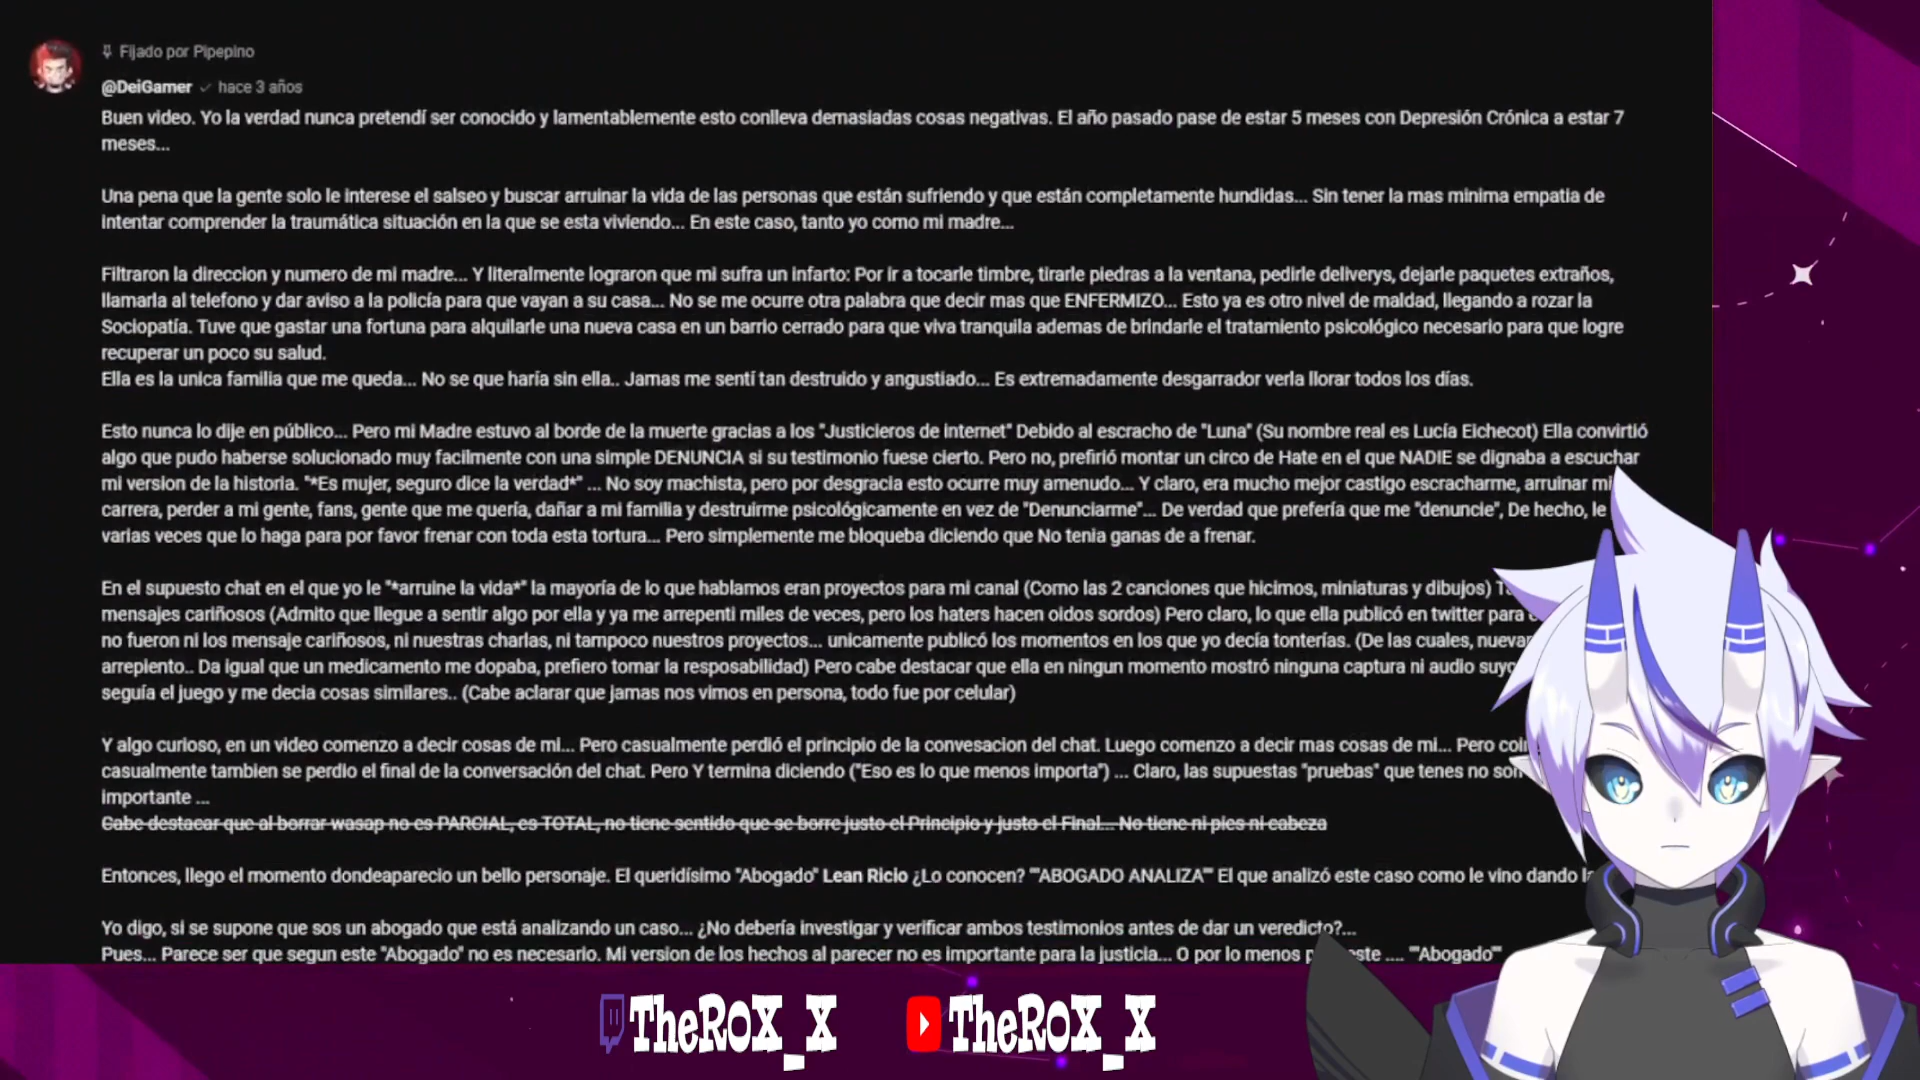 Fijado por Pipepino
@DeiGamer hace 3 años
Buen video. Yo la verdad nunca pretendí ser conocido y lamentablemente esto conlleva demasiadas cosas negativas. El año pasado pase de estar 5 meses con Depresión Crónica a estar 7
meses...
Una pena que la gente solo le interese el salseo y buscar arruinar la vida de las personas que están sufriendo y que están completamente hundidas... Sin tener la mas minima empatia de
intentar comprender la traumática situación en la que se esta viviendo... En este caso, tanto yo como mi madre...
Filtraron la direccion y numero de mi madre... Y literalmente lograron que mi sufra un infarto: Por ir a tocarle timbre, tirarle piedras a la ventana, pedirle deliverys, dejarle paquetes extraños,
llamarla al telefono y dar aviso a la policía para que vayan a su casa... No se me ocurre otra palabra que decir mas que ENFERMIZO... Esto ya es otro nivel de maldad, llegando a rozar la
Sociopatía. Tuve que gastar una fortuna para alquilarle una nueva casa en un barrio cerrado para que viva tranquila ademas de brindarle el tratamiento psicológico necesario para que logre
recuperar un poco su salud.
Ella es la unica familia que me queda... No se que haría sin ella.. Jamas me sentí tan destruido y angustiado... Es extremadamente desgarrador verla llorar todos los días.
Esto nunca lo dije en público... Pero mi Madre estuvo al borde de la muerte gracias a los "Justicieros de internet" Debido al escracho de "Luna" (Su nombre real es Lucía Eichecot) Ella convirtió
algo que pudo haberse solucionado muy facilmente con una simple DENUNCIA si su testimonio fuese cierto. Pero no, prefirió montar un circo de Hate en el que NADIE se dignaba a escuchar
mi version de la historia. "*Es mujer, seguro dice la verdad*" ... No soy machista, pero por desgracia esto ocurre muy amenudo... Y claro, era mucho mejor castigo escracharme, arruinar mi
carrera, perder a mi gente, fans, gente que me quería, dañar a mi familia y destruirme psicológicamente en vez de "Denunciarme"... De verdad que prefería que me "denuncie", De hecho, le
varias veces que lo haga para por favor frenar con toda esta tortura... Pero simplemente me bloqueba diciendo que No tenia ganas de a frenar.
En el supuesto chat en el que yo le "*arruine la vida*" la mayoría de lo que hablamos eran proyectos para mi canal (Como las 2 canciones que hicimos, miniaturas y dibujos)
mensajes cariñosos (Admito que llegue a sentir algo por ella y ya me arrepenti miles de veces, pero los haters hacen oidos sordos) Pero claro, lo que ella publicó en twitter para
no fueron ni los mensaje cariñosos, ni nuestras charlas, ni tampoco nuestros proyectos... unicamente publicó los momentos en los que yo decía tonterías. (De las cuales,
arrepiento.. Da igual que un medicamento me dopaba, prefiero tomar la resposabilidad) Pero cabe destacar que ella en ningun momento mostró ninguna captura ni audio
seguía el juego y me decia cosas similares.. (Cabe aclarar que jamas nos vimos en persona, todo fue por celular)
Y algo curioso, en un video comenzo a decir cosas de mi... Pero casualmente perdió el principio de la convesacion del chat. Luego comenzo a decir mas cosas de mi... Pero
casualmente tambien se perdio el final de la conversación del chat. Pero Y termina diciendo ("Eso es lo que menos importa") ... Claro, las supuestas "pruebas" que tenes no son
importante ...
Cabe destacar que al borrar wasap no es PARCIAL, es TOTAL, no tiene sentido que se borre justo el Principio y justo el Final... No tiene ni pies ni cabeza
Entonces, llego el momento dondeaparecio un bello personaje. El queridísimo "Abogado" Lean Riclo ¿Lo conocen? ""ABOGADO ANALIZA"" El que analizó este caso como le vino dando
Yo digo, si se supone que sos un abogado que está analizando un caso... ¿No debería investigar y verificar ambos testimonios antes de dar un veredicto?...
Pues... Parece ser que segun este "Abogado" no es necesario. Mi version de los hechos al parecer no es importante para la justicia... O por lo menos .... ""Abogado""
TheRoX_X TheRoX_X